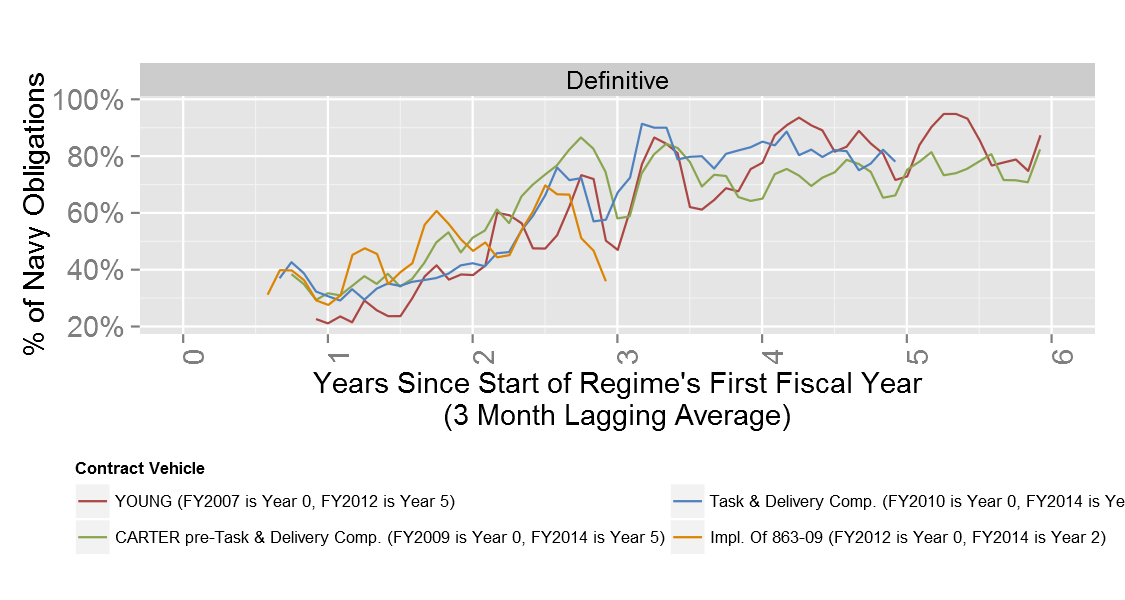 Definitive
% of Navy Obligations
100%
80%
60%
40%
20%
0
1
2
3
4
5
6
Years Since Start of Regime's First Fiscal Year
(3 Month Lagging Average)
Contract Vehicle
YOUNG (FY2007 is Year 0, FY2012 is Year 5)
Task & Delivery Comp. (FY2010 is Year 0, FY2014 is Ye
CARTER pre-Task & Delivery Comp. (FY2009 is Year 0, FY2014 is Year 5)
Impl. Of 863-09 (FY2012 is Year 0, FY2014 is Year 2)